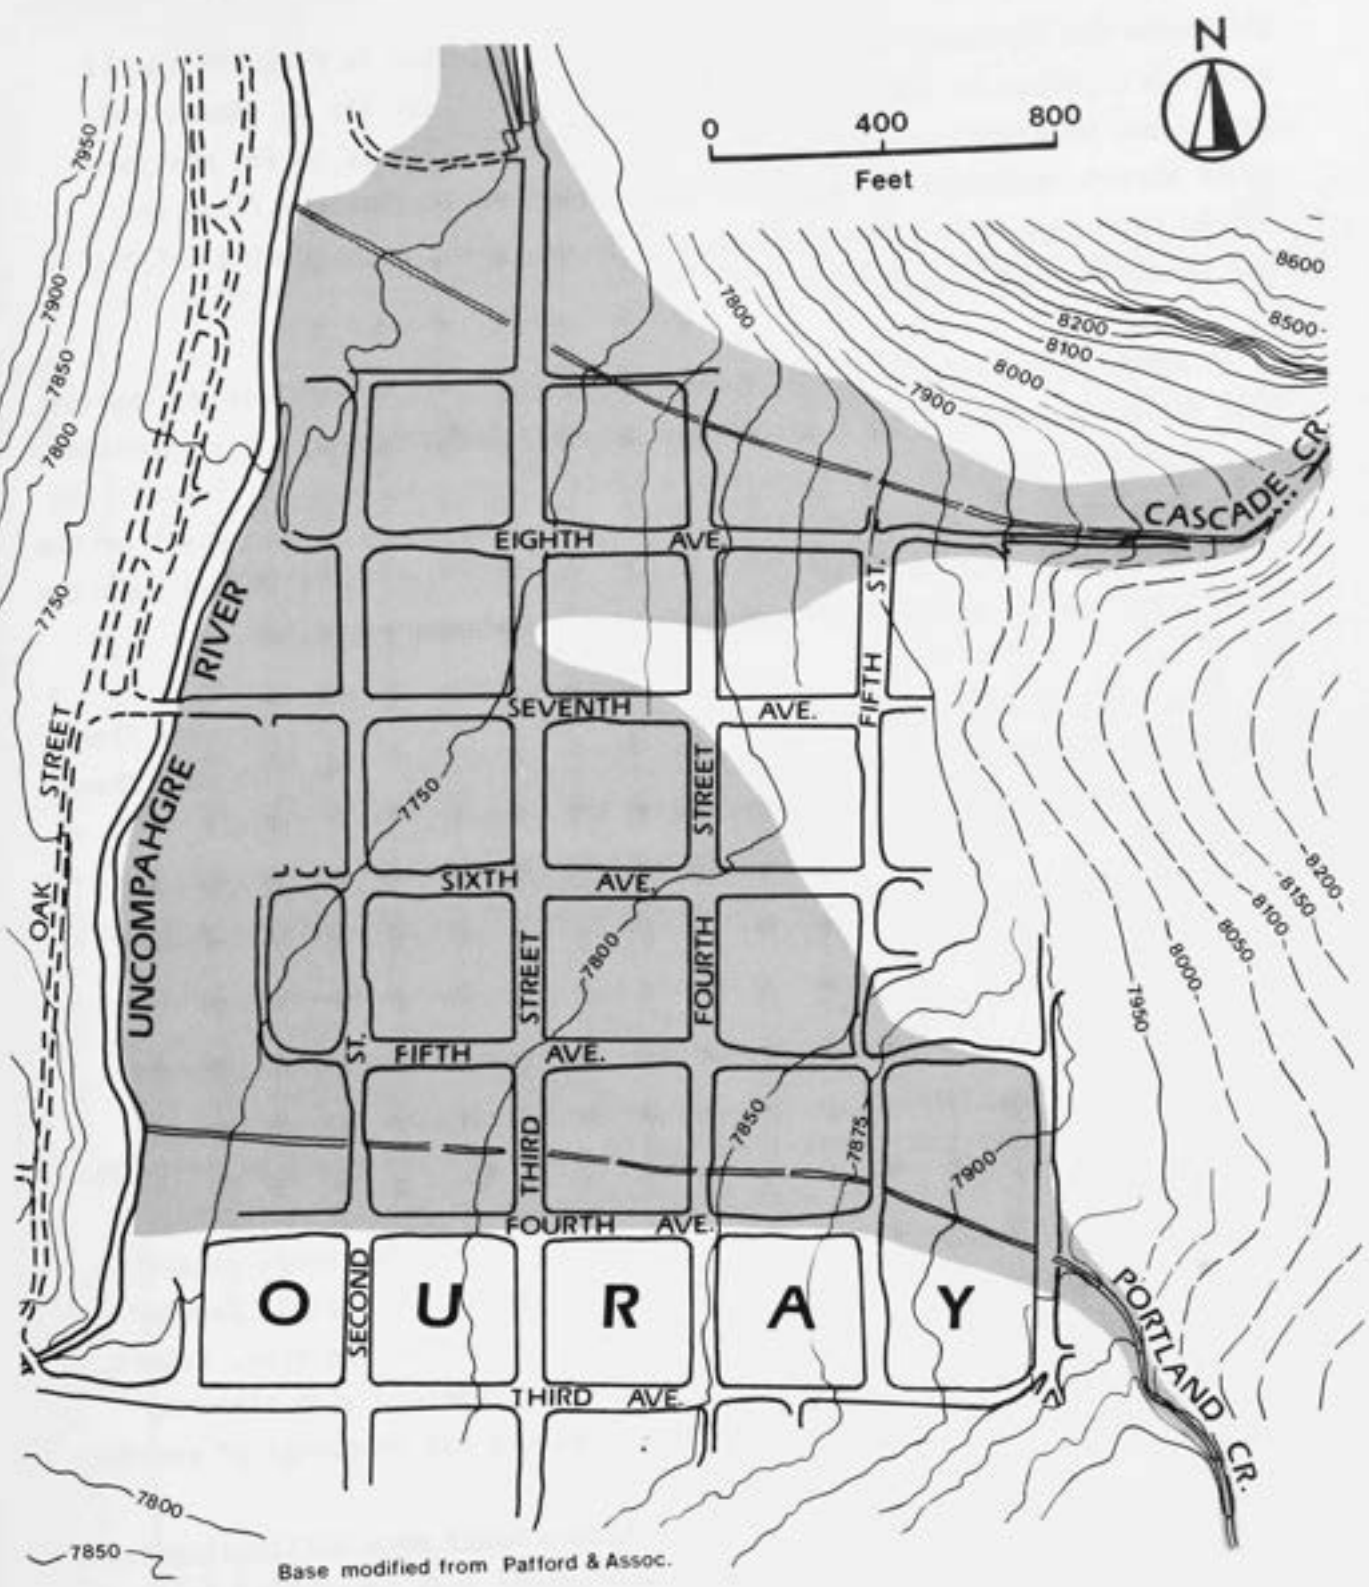 N
0 400 800
Feet
7950
7900
7850
7800
7750
7800
8600
8500
8200
8100
8000
7900
CASCADE CR.
EIGHTH AVE.
ST.
FIFTH
RIVER
UNCOMPAHGRE
OAK STREET
SEVENTH AVE.
7750
STREET
FOURTH
SIXTH AVE.
7800
STREET
THIRD
8200
8150
8100
8050
8000
7950
ST.
SECOND
FIFTH AVE.
7850
7875
7900
FOURTH AVE.
OURAY
PORTLAND CR.
THIRD AVE.
7800
7850
Base modified from Pafford & Assoc.